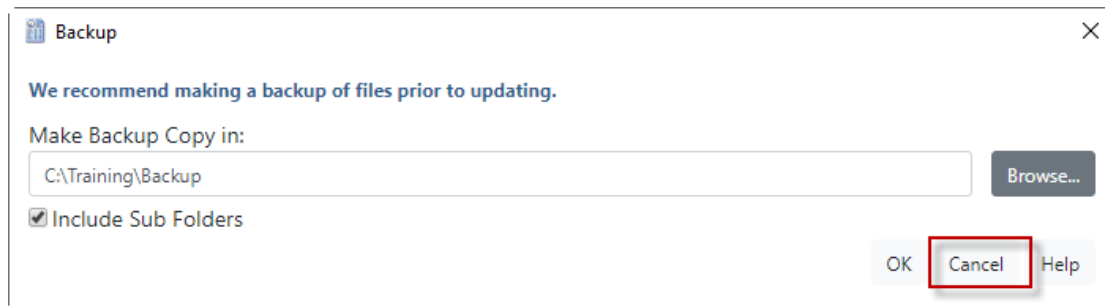 Backup
We recommend making a backup of files prior to updating.
Make Backup Copy in:
C:\Training\Backup
Browse...
Include Sub Folders
OK Cancel Help